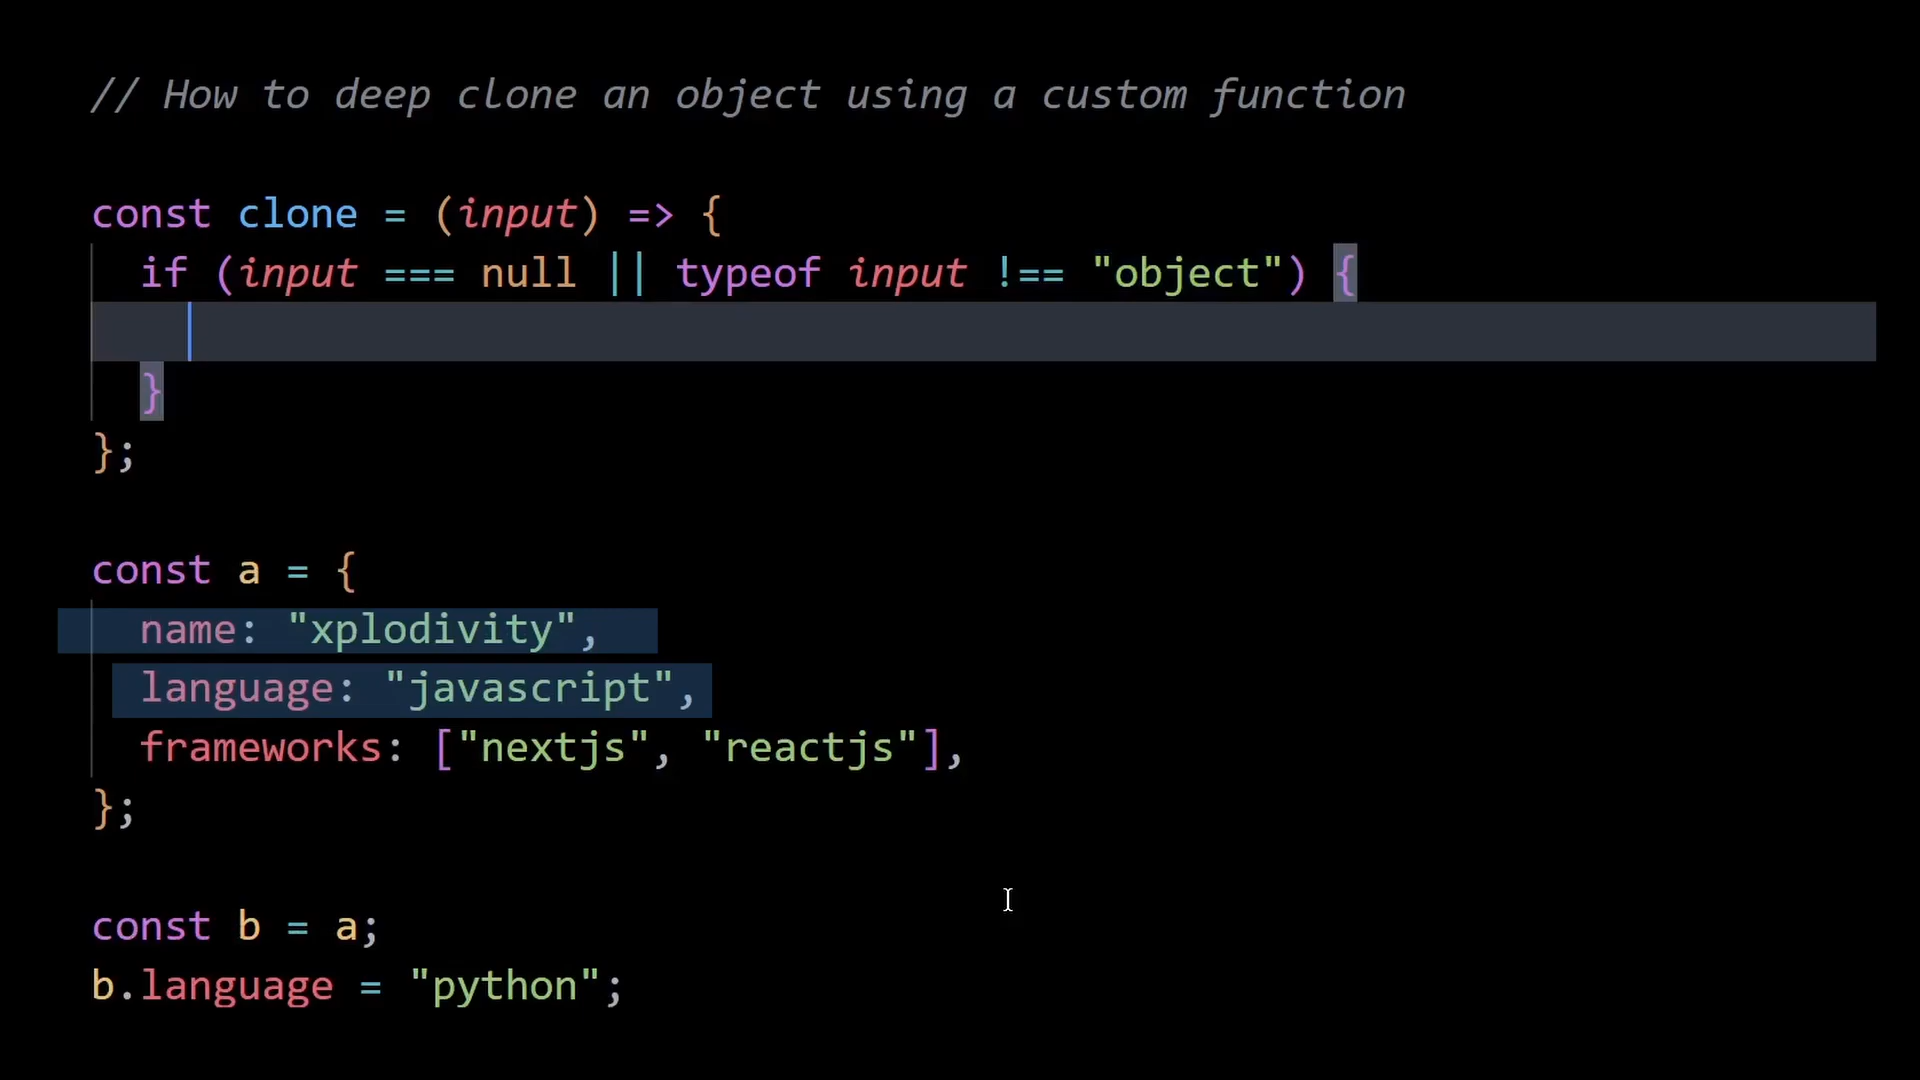 // How to deep clone an object using a custom function
const clone = (input) => {
if (input === null || typeof input !== "object") {
}
};
const a = {
name: "xplodivity",
language: "javascript",
frameworks: ["nextjs", "reactjs"],
};
const b = a;
b.language = "python";